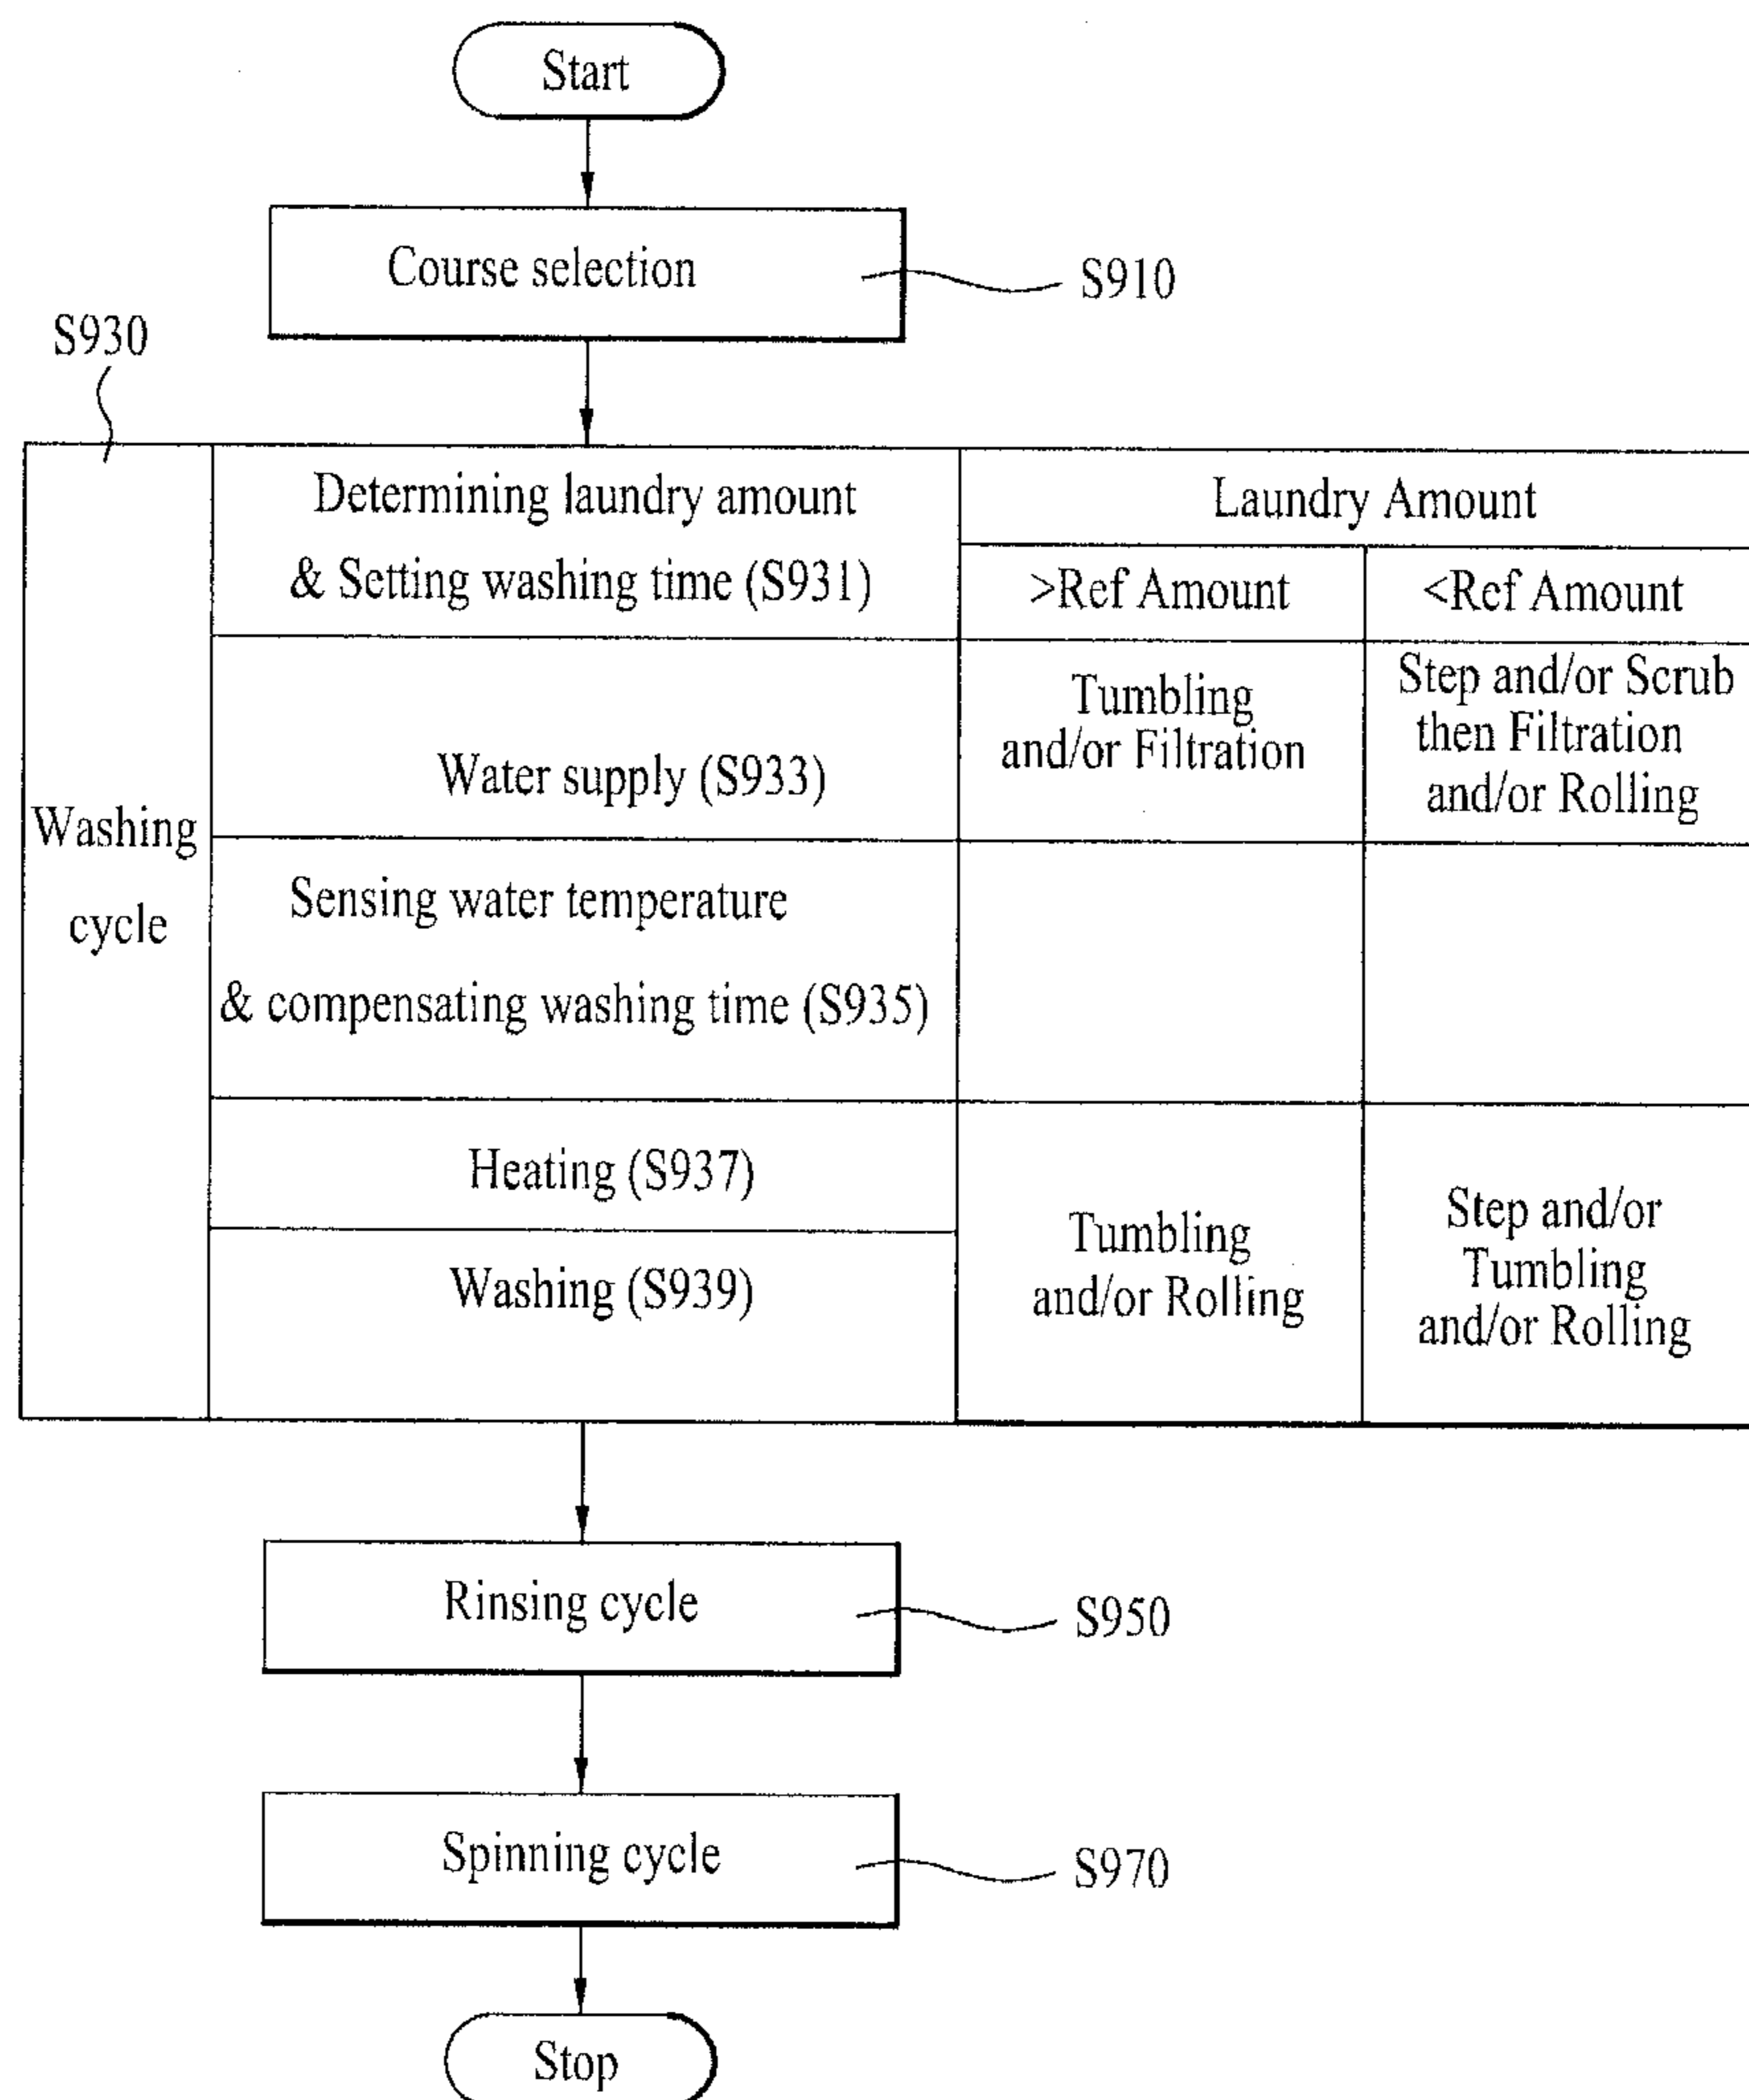 Start
Course selection
S910
S930
Washing
cycle
Determining laundry amount
& Setting washing time (S931)
Laundry Amount
>Ref Amount
<Ref Amount
Water supply (S933)
Tumbling
and/or Filtration
Step and/or Scrub
then Filtration
and/or Rolling
Sensing water temperature
& compensating washing time (S935)
Heating (S937)
Washing (S939)
Tumbling
and/or Rolling
Step and/or
Tumbling
and/or Rolling
Rinsing cycle
S950
Spinning cycle
S970
Stop